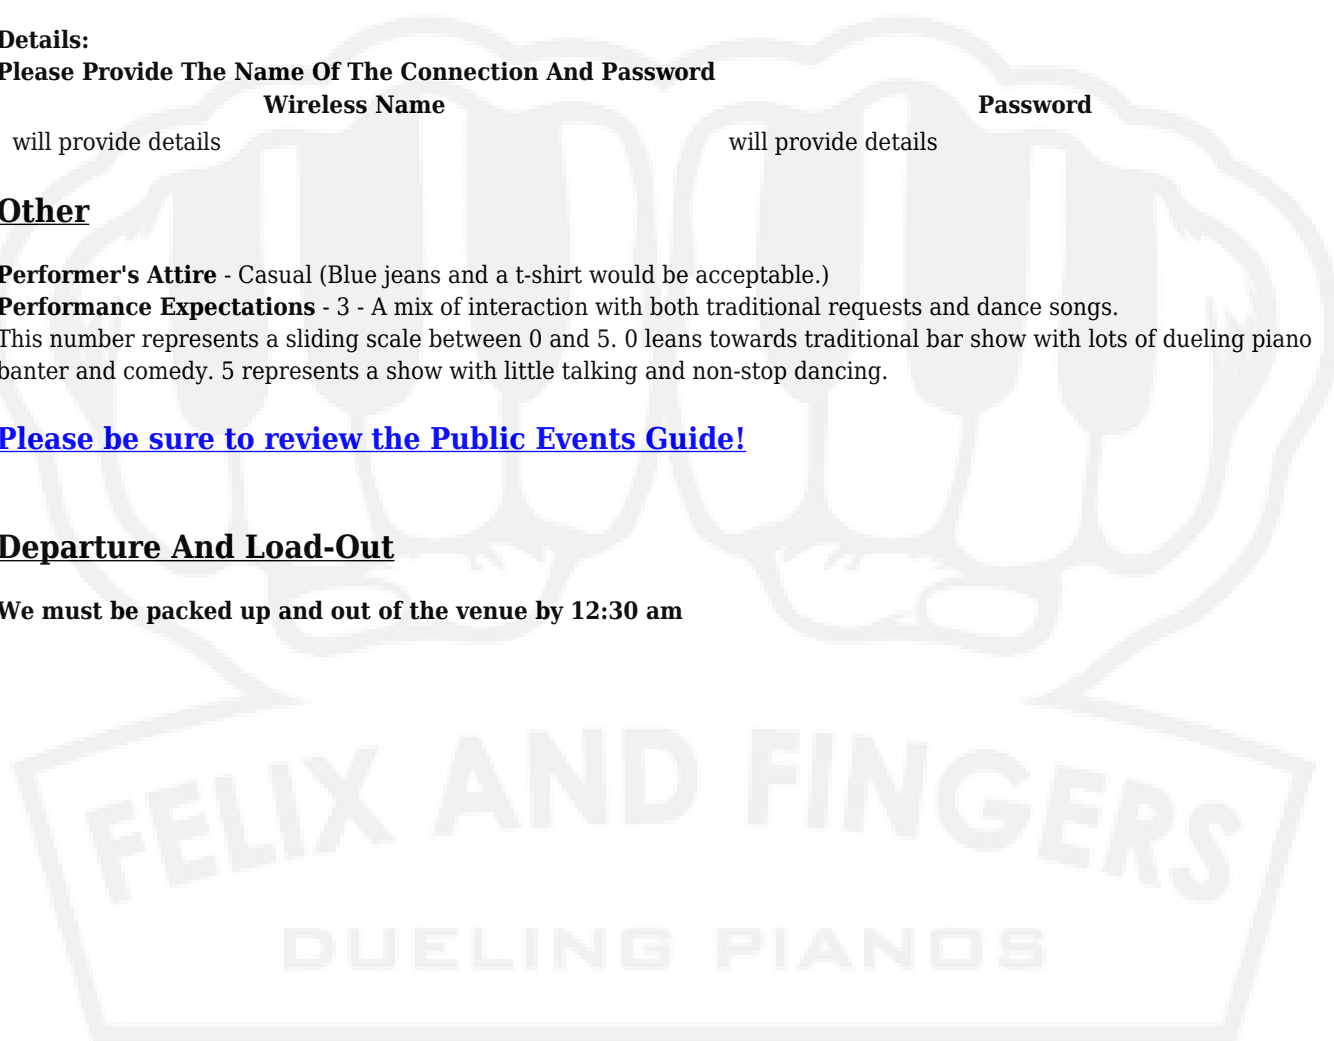 Details:
Please Provide The Name Of The Connection And Password
Wireless Name Password
will provide details will provide details
Other
Performer's Attire - Casual (Blue jeans and a t-shirt would be acceptable.)
Performance Expectations - 3 - A mix of interaction with both traditional requests and dance songs.
This number represents a sliding scale between 0 and 5. 0 leans towards traditional bar show with lots of dueling piano
banter and comedy. 5 represents a show with little talking and non-stop dancing.
Please be sure to review the Public Events Guide!
Departure And Load-Out
We must be packed up and out of the venue by 12:30 am
FELIX AND FINGERS
DUELING PIANOS